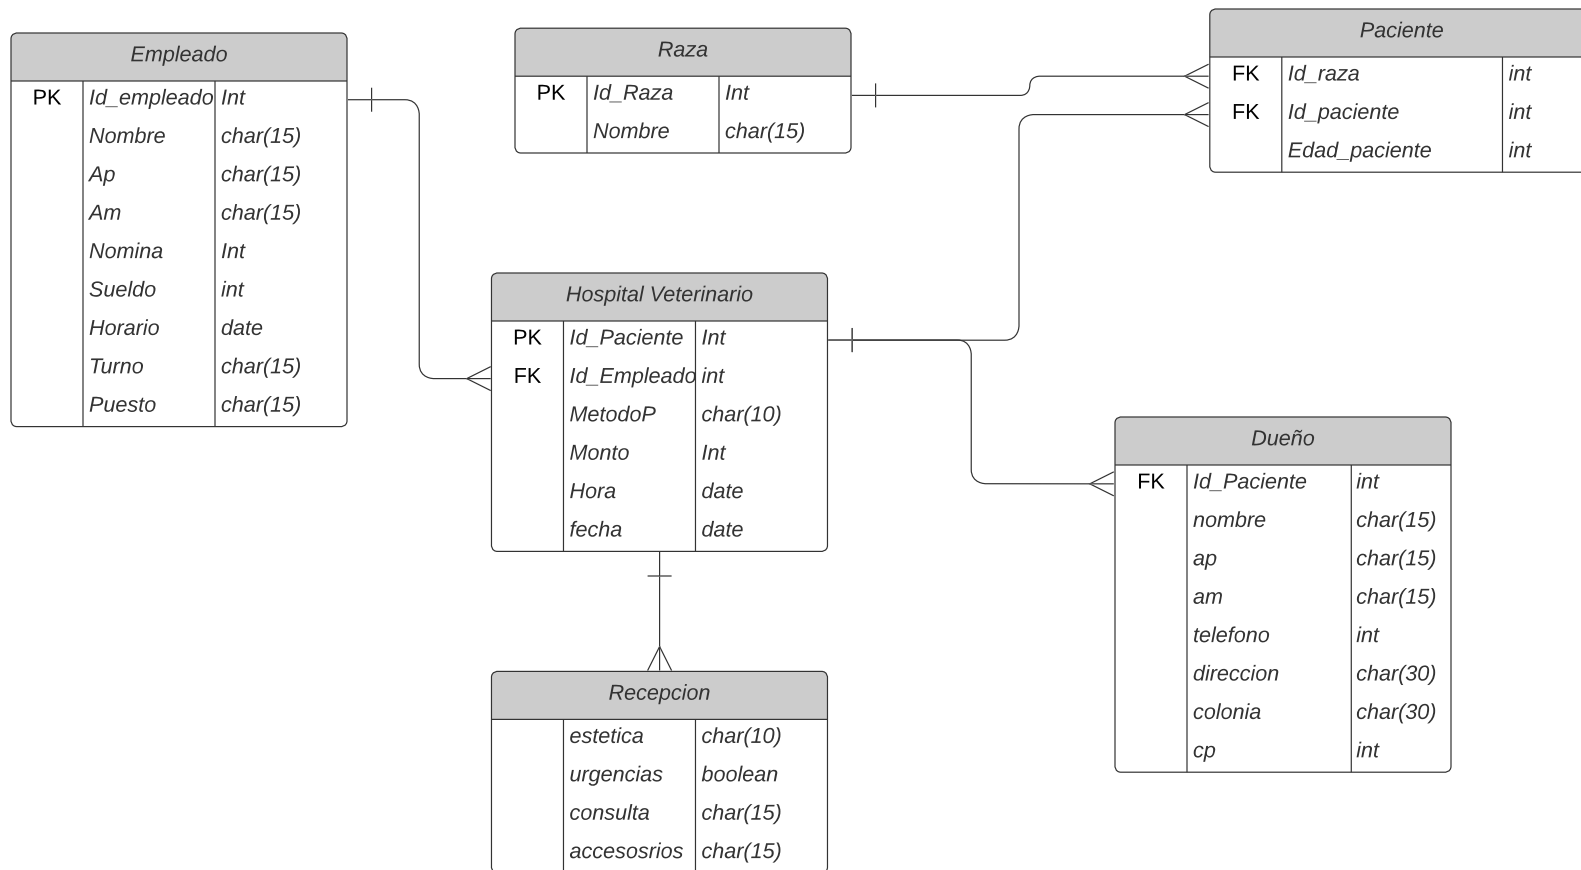 Empleado
PK Id_empleado Int
Nombre char(15)
Ap char(15)
Am char(15)
Nomina Int
Sueldo int
Horario date
Turno char(15)
Puesto char(15)
Raza
PK Id_Raza Int
Nombre char(15)
Paciente
FK Id_raza int
FK Id_paciente int
Edad_paciente int
Hospital Veterinario
PK Id_Paciente Int
FK Id_Empleado int
MetodoP char(10)
Monto Int
Hora date
fecha date
Dueño
FK Id_Paciente int
nombre char(15)
ap char(15)
am char(15)
telefono int
direccion char(30)
colonia char(30)
cp int
Recepcion
estetica char(10)
urgencias boolean
consulta char(15)
accesosrios char(15)